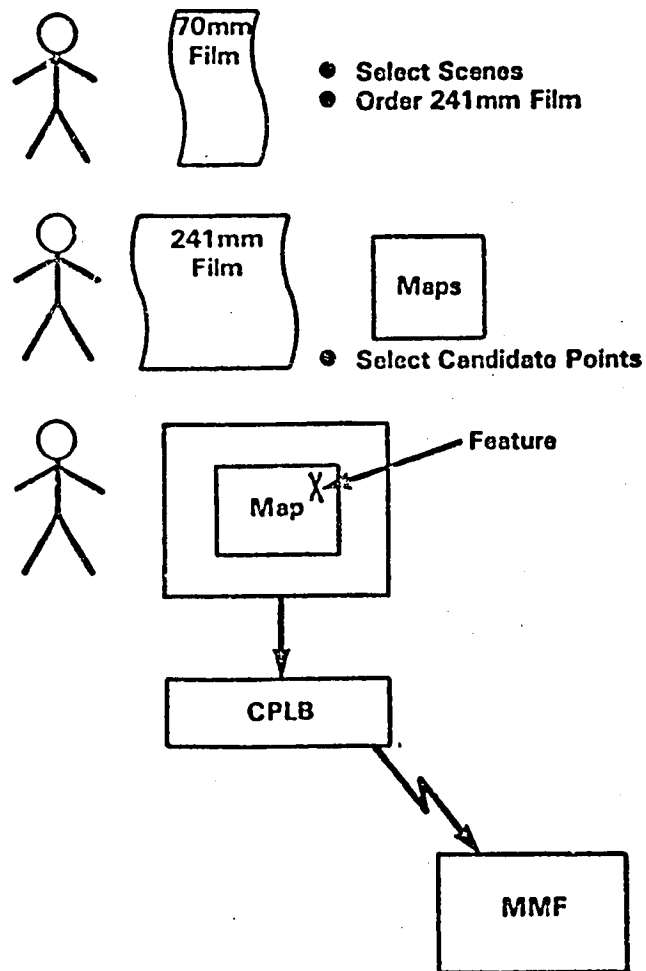 70mm
Film
● Select Scenes
● Order 241mm Film
241mm
Film
Maps
● Select Candidate Points
Feature
Map X
CPLB
MMF